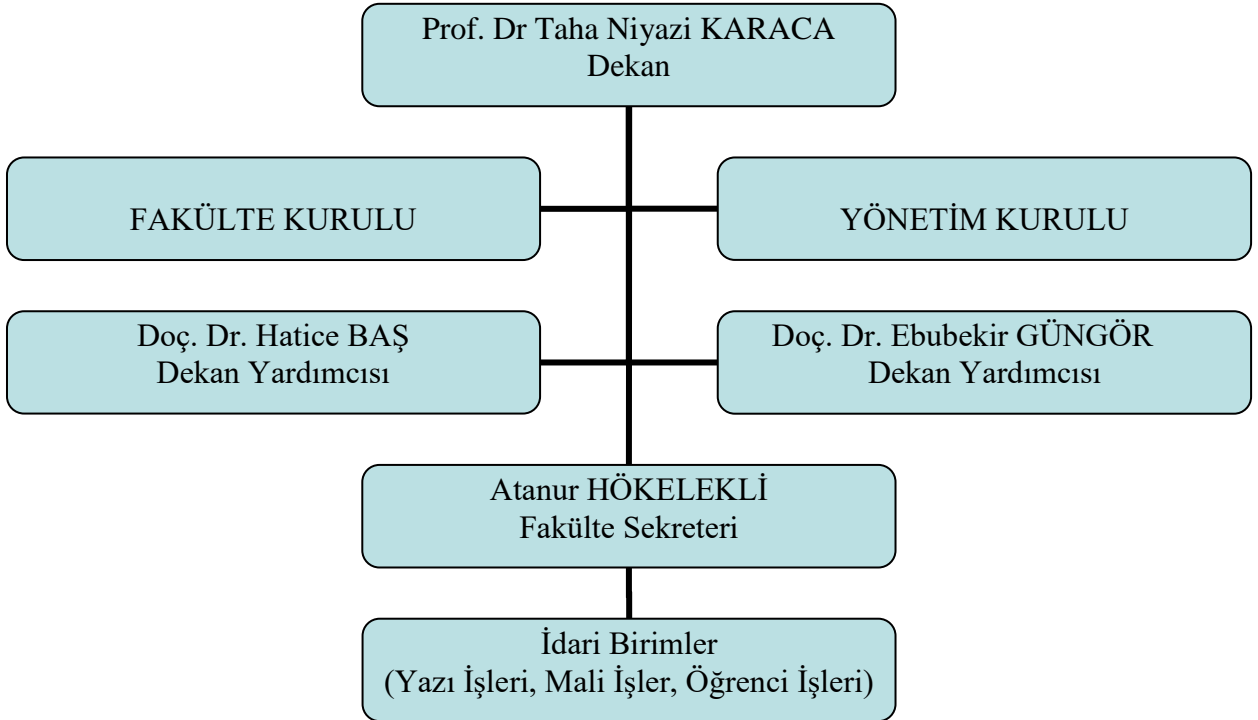 Prof. Dr Taha Niyazi KARACA
Dekan
FAKÜLTE KURULU
YÖNETİM KURULU
Doç. Dr. Hatice BAŞ
Dekan Yardımcısı
Doç. Dr. Ebubekir GÜNGÖR
Dekan Yardımcısı
Atanur HÖKELEKLİ
Fakülte Sekreteri
İdari Birimler
(Yazı İşleri, Mali İşler, Öğrenci İşleri)